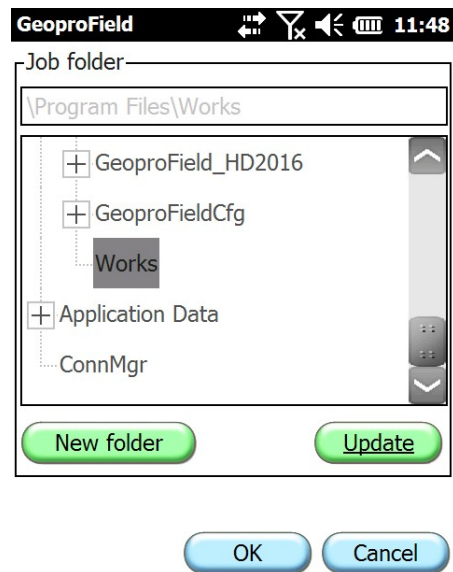 GeoproField 11:48
Job folder
\Program Files\Works
GeoproField_HD2016
GeoproFieldCfg
Works
Application Data
ConnMgr
New folder Update
OK Cancel